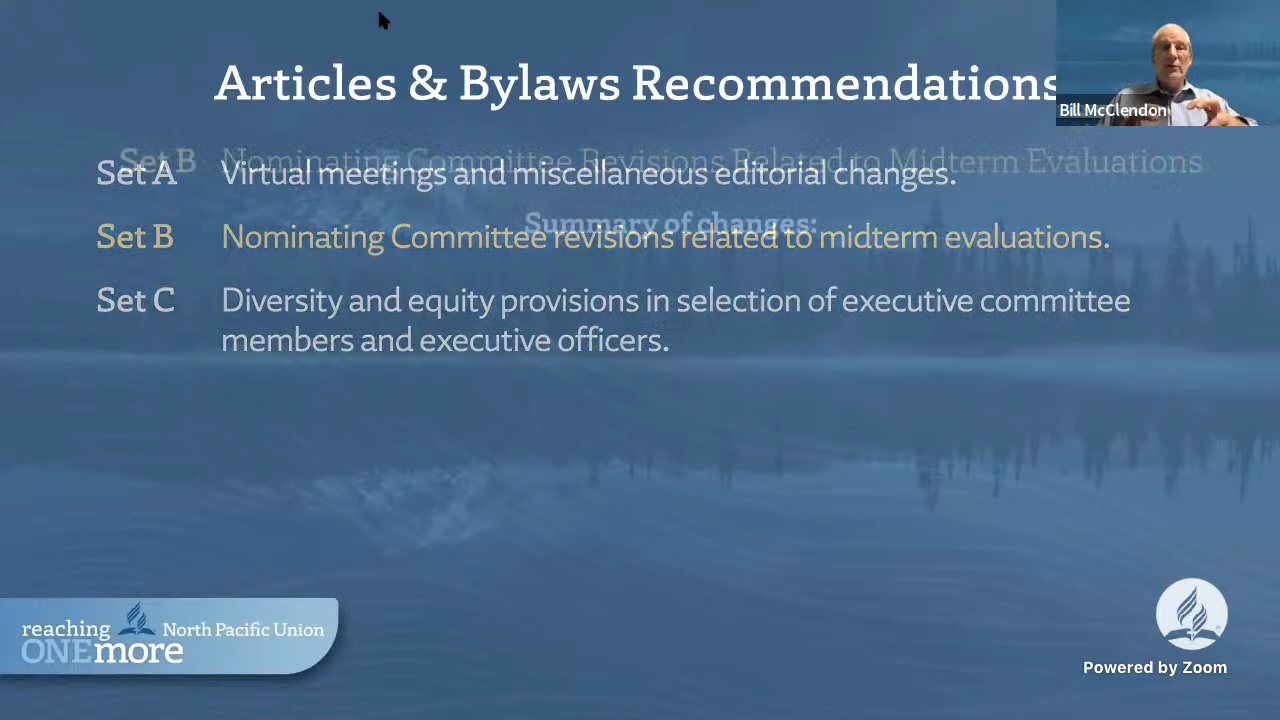 Articles & Bylaws Recommendations
Bill McClendon
Set B Nominating Committee Revisions Related to Midterm Evaluations
Set A Virtual meetings and miscellaneous editorial changes.
Summary of changes:
Set B Nominating Committee revisions related to midterm evaluations.
Set C Diversity and equity provisions in selection of executive committee
members and executive officers.
reaching
ONEmore
North Pacific Union
Powered by Zoom